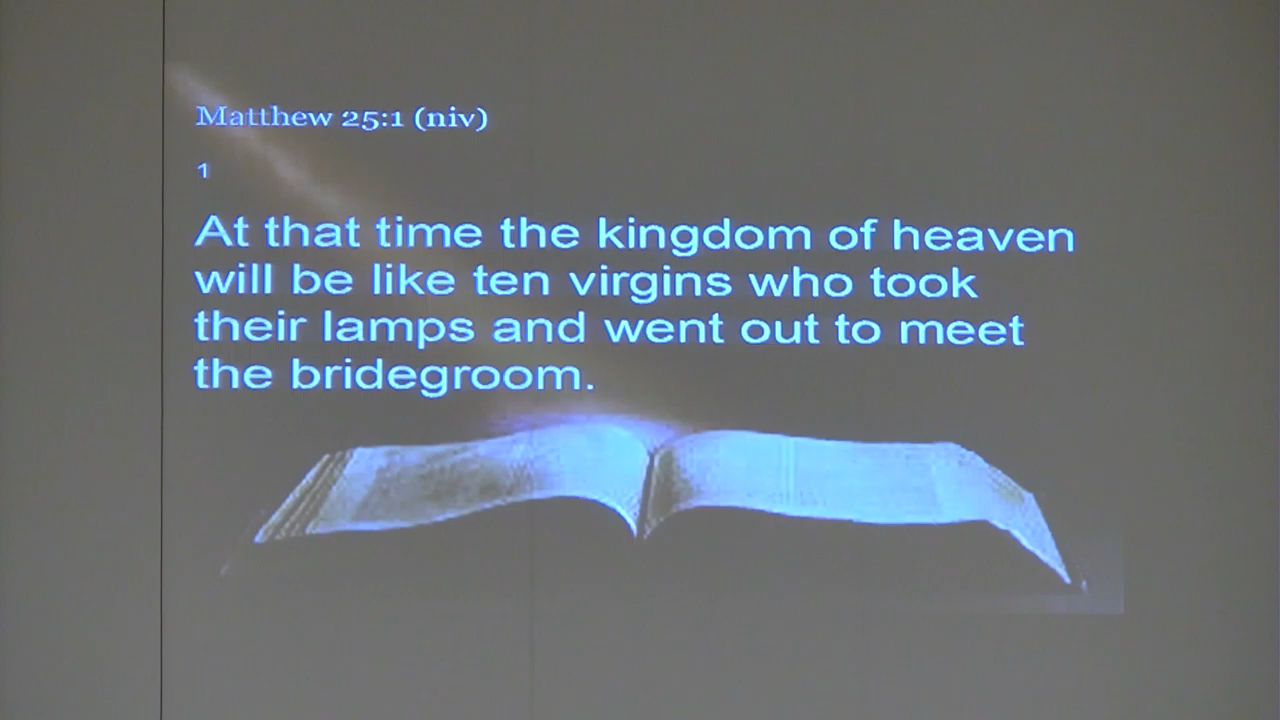 Matthew 25:1 (niv)
1
At that time the kingdom of heaven
will be like ten virgins who took
their lamps and went out to meet
the bridegroom.